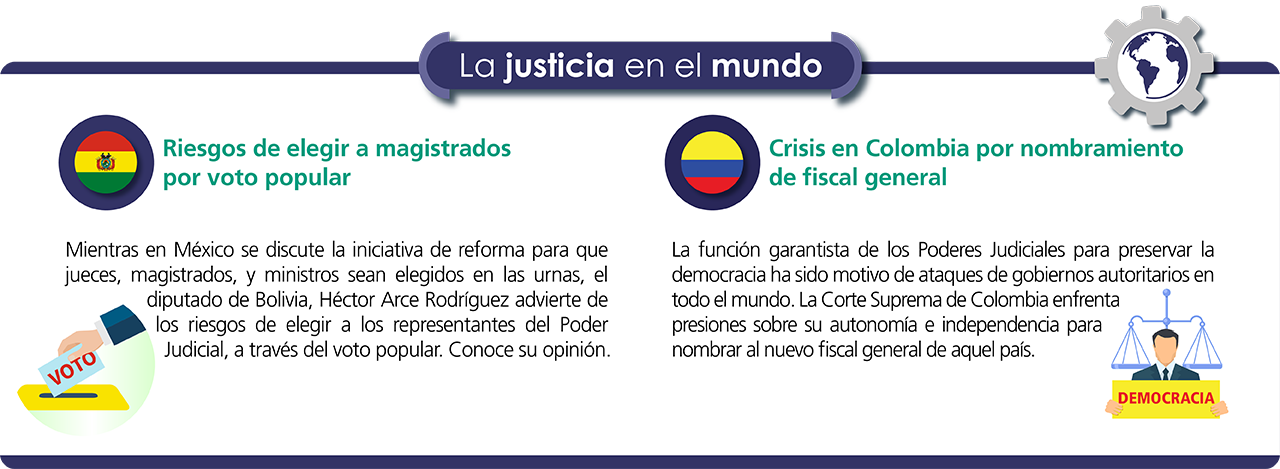 La justicia en el mundo
Riesgos de elegir a magistrados
por voto popular
Mientras en México se discute la iniciativa de reforma para que
jueces, magistrados, y ministros sean elegidos en las urnas, el
diputado de Bolivia, Héctor Arce Rodríguez advierte de
los riesgos de elegir a los representantes del Poder
Judicial, a través del voto popular. Conoce su opinión.
VOTO
Crisis en Colombia por nombramiento
de fiscal general
La función garantista de los Poderes Judiciales para preservar la
democracia ha sido motivo de ataques de gobiernos autoritarios en
todo el mundo. La Corte Suprema de Colombia enfrenta
presiones sobre su autonomía e independencia para
nombrar al nuevo fiscal general de aquel país.
DEMOCRACIA